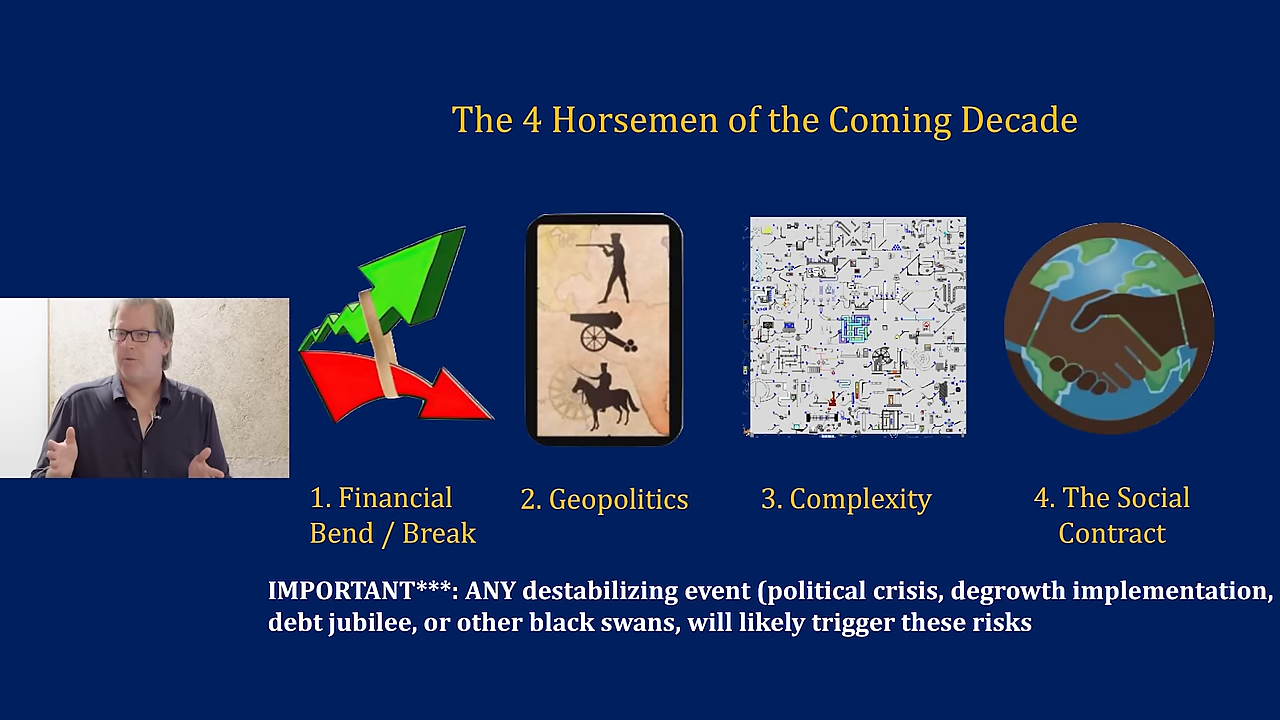 The 4 Horsemen of the Coming Decade
1. Financial
Bend / Break
2. Geopolitics
3. Complexity
4. The Social
Contract
IMPORTANT***: ANY destabilizing event (political crisis, degrowth implementation,
debt jubilee, or other black swans, will likely trigger these risks